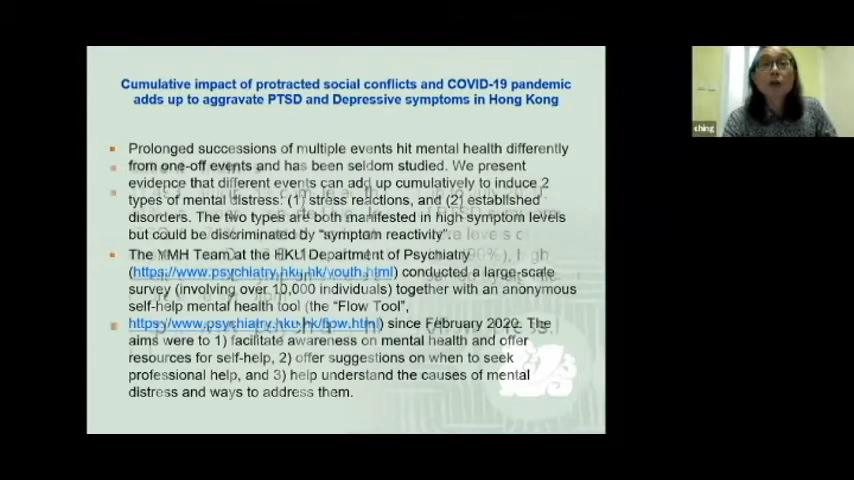 Cumulative impact of protracted social conflicts and COVID-19 pandemic
adds up to aggravate PTSD and Depressive symptoms in Hong Kong
Prolonged successions of multiple events hit mental health differently
from one-off events and has been seldom studied. We present
evidence that different events can add up cumulatively to induce 2
types of mental distress: (1) stress reactions, and (2) established
disorders. The two types are both manifested in high symptom levels
but could be discriminated by "symptom reactivity".
The YMH Team at the HKU Department of Psychiatry
(https://www.psychiatry.hku.hk/youth.html) conducted a large-scale
survey (involving over 10,000 individuals) together with an anonymous
self-help mental health tool (the "Flow Tool",
https://www.psychiatry.hku.hk/flow.html) since February 2020. The
aims were to 1) facilitate awareness on mental health and offer
resources for self-help, 2) offer suggestions on when to seek
professional help, and 3) help understand the causes of mental
distress and ways to address them.
ching